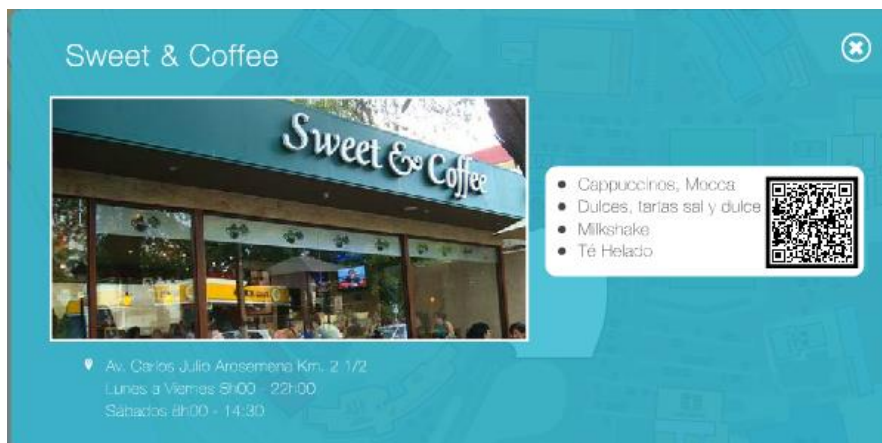 Sweet & Coffee
Sweet & Coffee
Cappuccinos, Mocca
Dulces, tartas sal y dulce
Milkshake
Té Helado
Av. Carlos Julio Arosemena Km. 2 1/2
Lunes a Viernes 8h00 - 22h00
Sábados 8h00 - 14:30